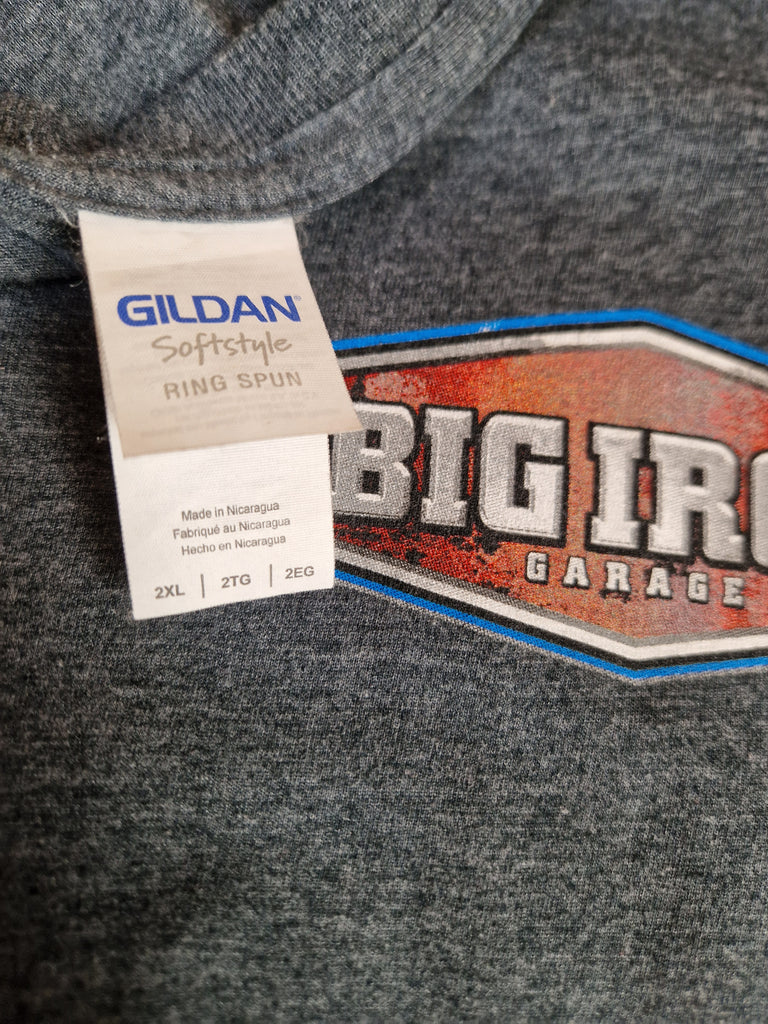 GILDAN®
Softstyle
RING SPUN
Made in Nicaragua
Fabriqué au Nicaragua
Hecho en Nicaragua
2XL | 2TG | 2EG
BIG IRO
GARAGE